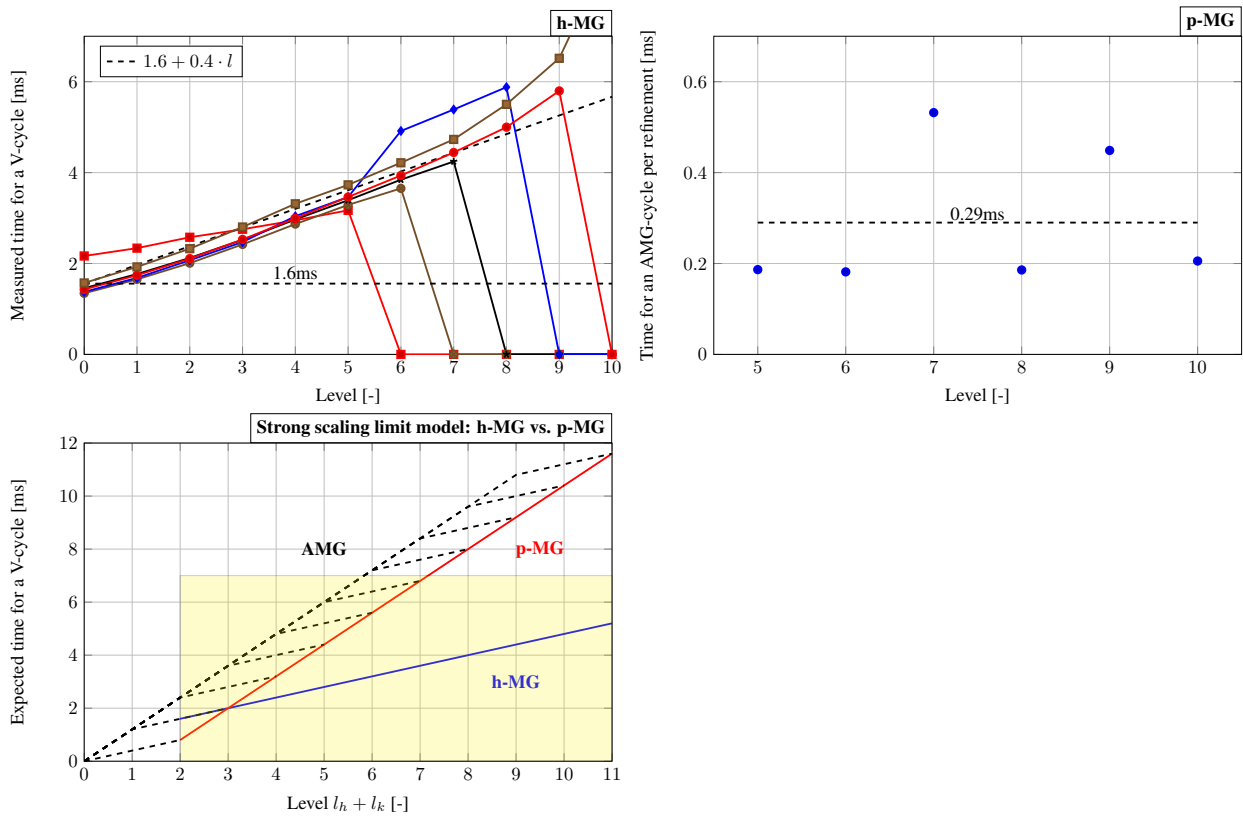 h-MG
1.6 + 0.4 · l
1.6ms
0
2
4
6
0 1 2 3 4 5 6 7 8 9 10
Level [-]
Measured time for a V-cycle [ms]
p-MG
0.29ms
0
0.2
0.4
0.6
5 6 7 8 9 10
Level [-]
Time for an AMG-cycle per refinement [ms]
Strong scaling limit model: h-MG vs. p-MG
AMG
p-MG
h-MG
0
2
4
6
8
10
12
0 1 2 3 4 5 6 7 8 9 10 11
Level l_h + l_k [-]
Expected time for a V-cycle [ms]